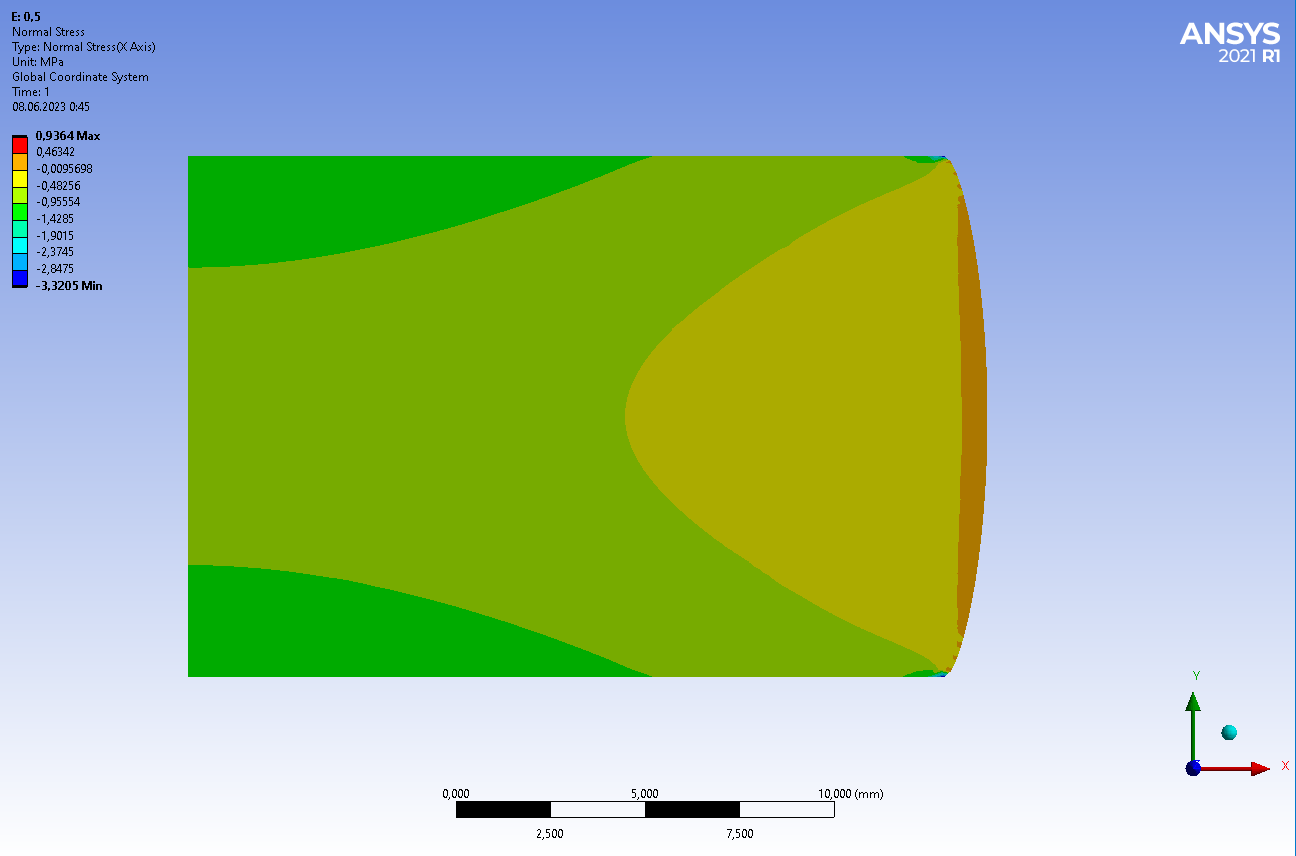 E: 0,5
Normal Stress
Type: Normal Stress(X Axis)
Unit: MPa
Global Coordinate System
Time: 1
08.06.2023 0:45
0,9364 Max
0,46342
-0,0095698
-0,48256
-0,95554
-1,4285
-1,9015
-2,3745
-2,8475
-3,3205 Min
ANSYS
2021 R1
Y
X
0,000 5,000 10,000 (mm)
2,500 7,500